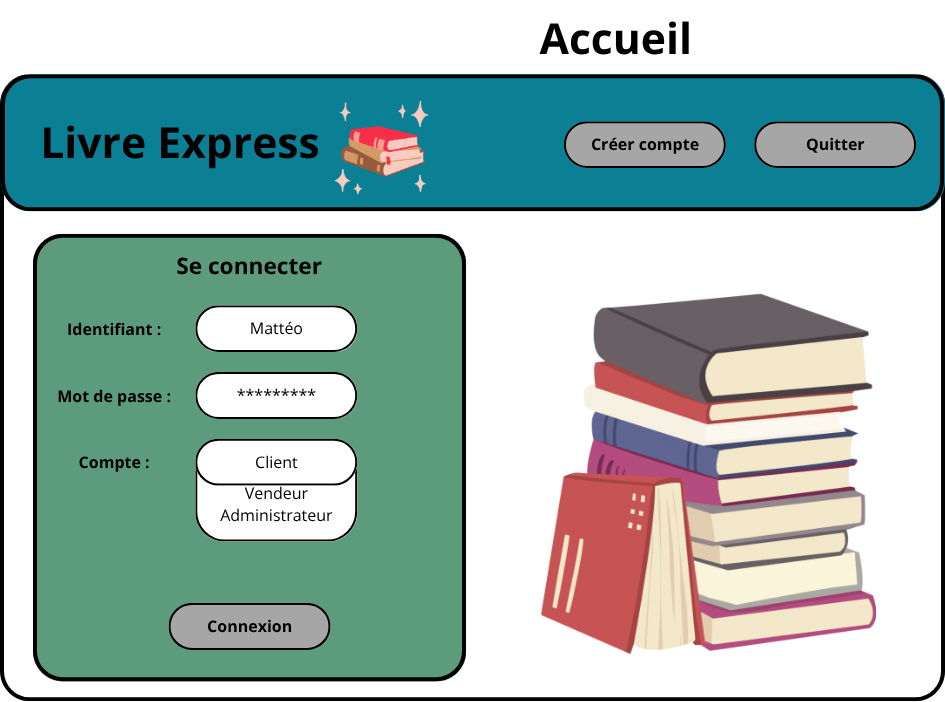 Accueil
Livre Express
Créer compte
Quitter
Se connecter
Identifiant :
Mattéo
Mot de passe :
*********
Compte :
Client
Vendeur
Administrateur
Connexion